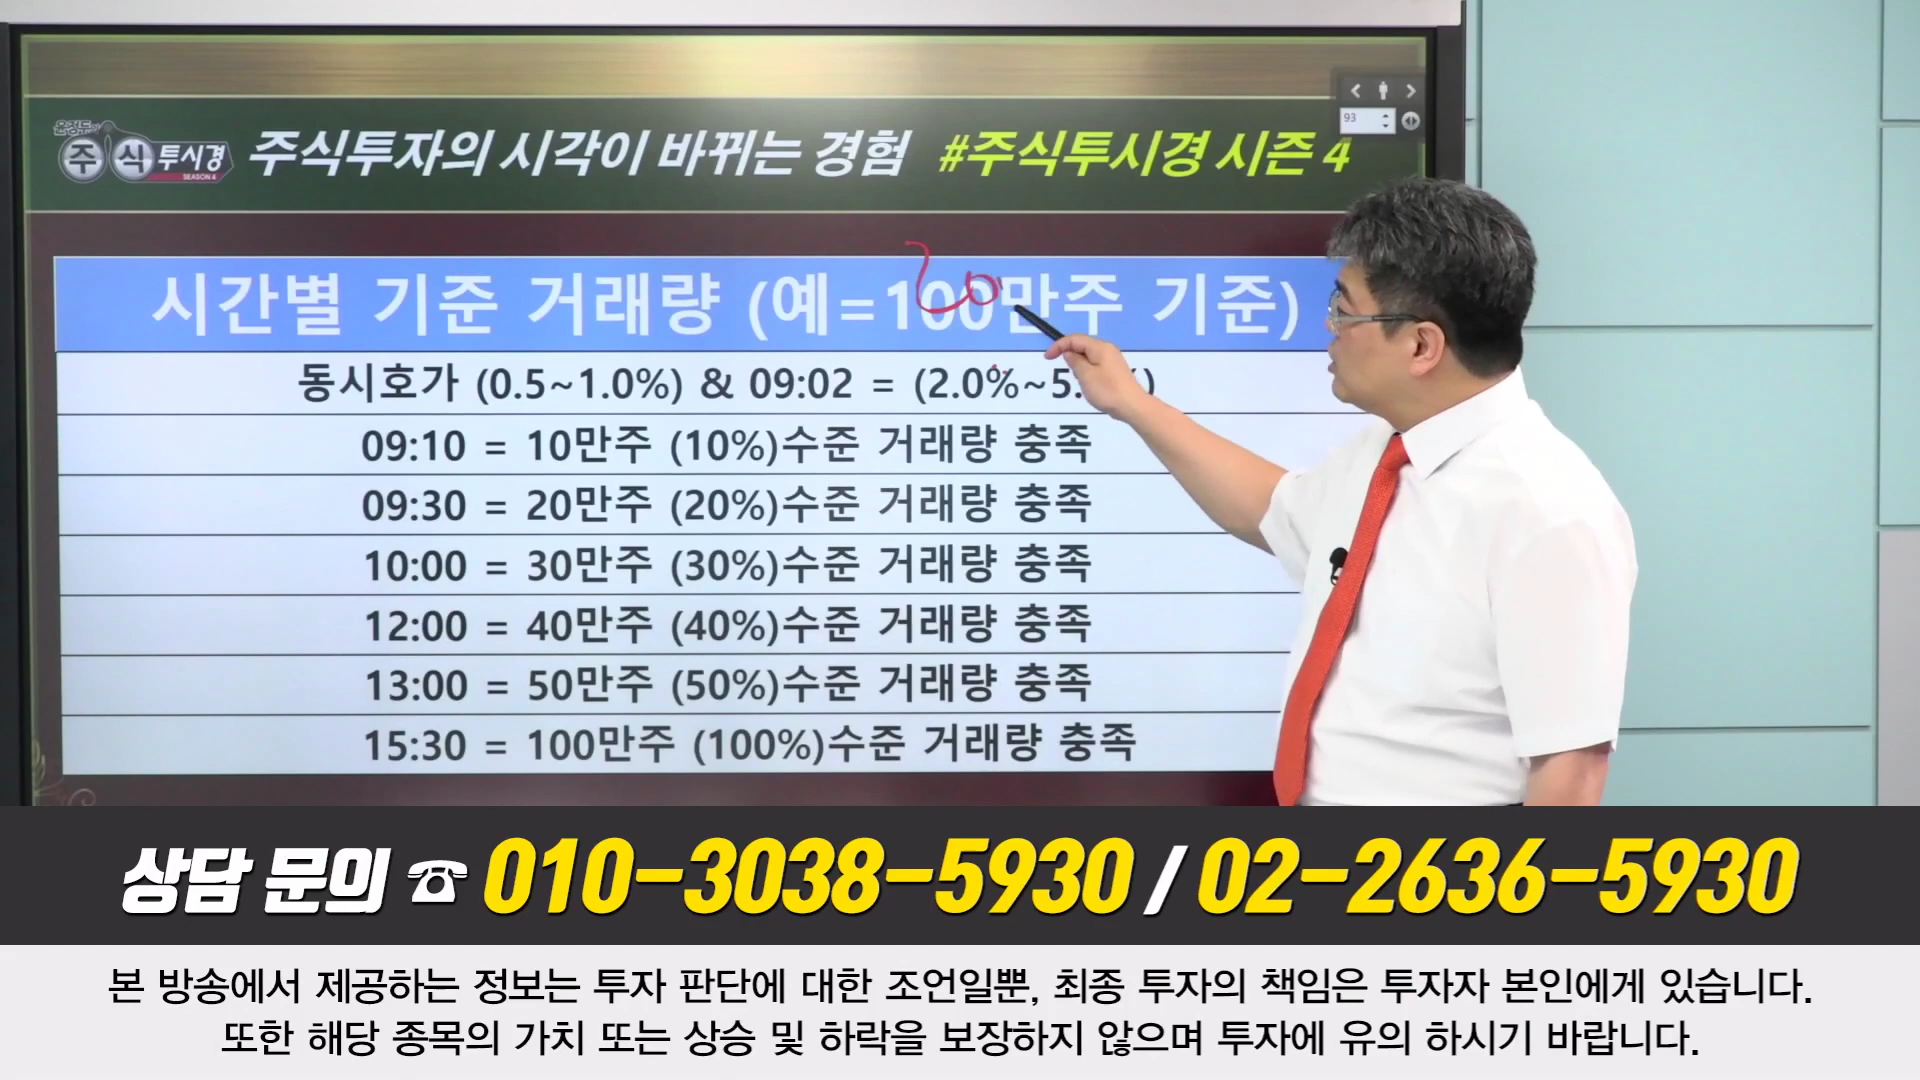 윤정두의 주식투시경 SEASON 4
주식투자의 시각이 바뀌는 경험 #주식투시경 시즌 4
93
시간별 기준 거래량 (예=100만주 기준)
동시호가 (0.5~1.0%) & 09:02 = (2.0%~5.
09:10 = 10만주 (10%)수준 거래량 충족
09:30 = 20만주 (20%)수준 거래량 충족
10:00 = 30만주 (30%)수준 거래량 충족
12:00 = 40만주 (40%)수준 거래량 충족
13:00 = 50만주 (50%)수준 거래량 충족
15:30 = 100만주 (100%)수준 거래량 충족
상담 문의 ☎ 010-3038-5930 / 02-2636-5930
본 방송에서 제공하는 정보는 투자 판단에 대한 조언일뿐, 최종 투자의 책임은 투자자 본인에게 있습니다.
또한 해당 종목의 가치 또는 상승 및 하락을 보장하지 않으며 투자에 유의 하시기 바랍니다.